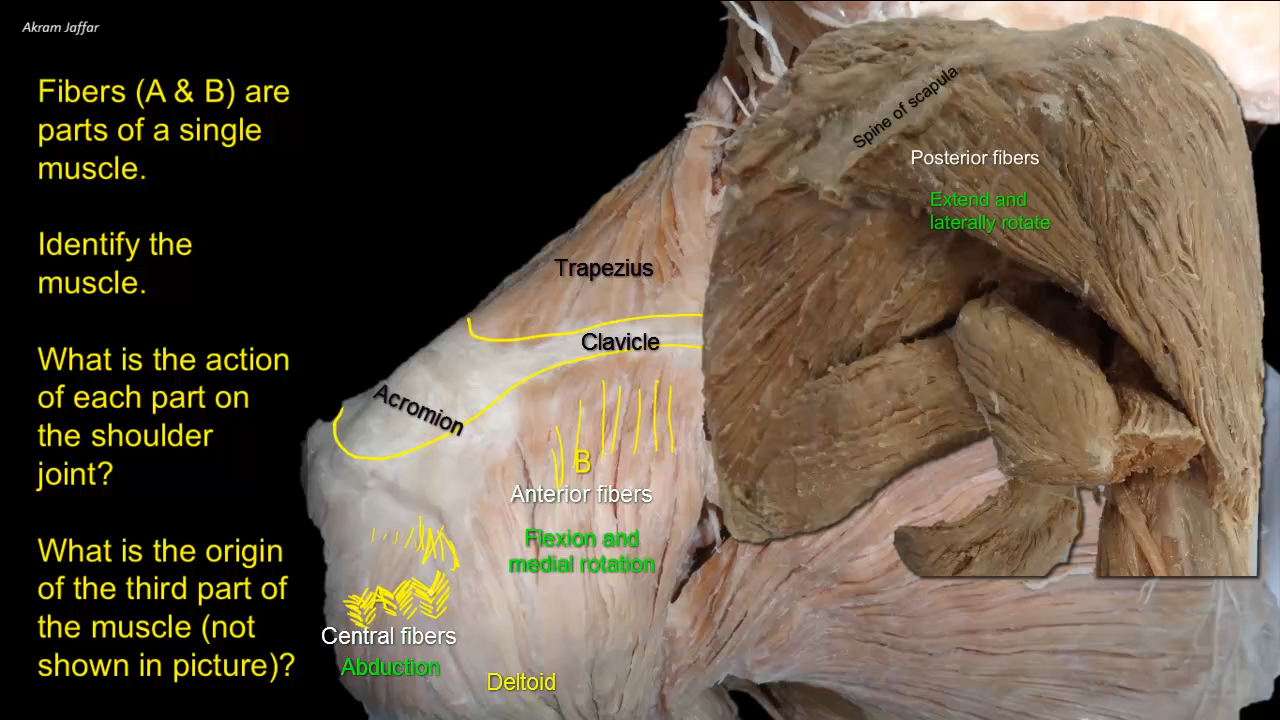 Akram Jaffar
Fibers (A & B) are
parts of a single
muscle.
Identify the
muscle.
What is the action
of each part on
the shoulder
joint?
What is the origin
of the third part of
the muscle (not
shown in picture)?
Spine of scapula
Posterior fibers
Extend and
laterally rotate
Trapezius
Clavicle
Acromion
B
Anterior fibers
Flexion and
medial rotation
A
Central fibers
Abduction
Deltoid